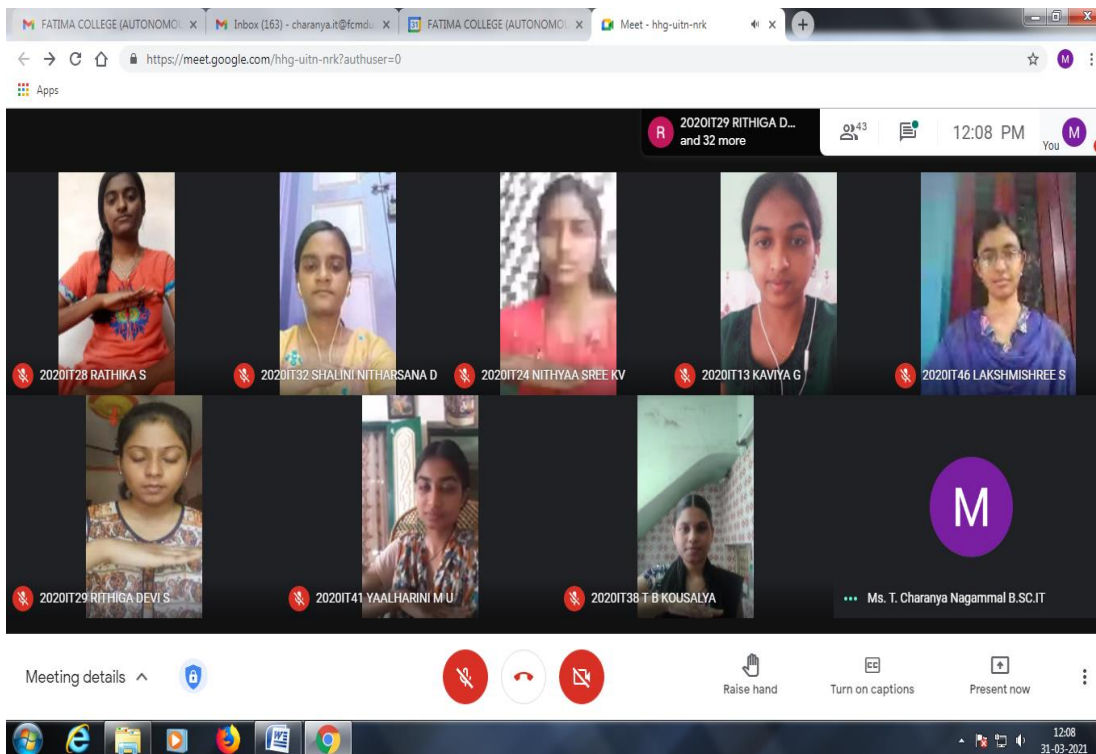 FATIMA COLLEGE (AUTONOMO
Inbox (163) - charanya.it@fcmdu
FATIMA COLLEGE (AUTONOMO
Meet - hhg-uitn-nrk
https://meet.google.com/hhg-uitn-nrk?authuser=0
M
Apps
R
2020IT29 RITHIGA D...
and 32 more
43
12:08 PM
You
M
2020IT28 RATHIKA S
2020IT32 SHALINI NITHARSANA D
2020IT24 NITHYAA SREE KV
2020IT13 KAVIYA G
2020IT46 LAKSHMISHREE S
M
2020IT29 RITHIGA DEVI S
2020IT41 YAALHARINI M U
2020IT38 T B KOUSALYA
Ms. T. Charanya Nagammal B.SC.IT
Meeting details
Raise hand
CC
Turn on captions
Present now
12:08
31-03-2021